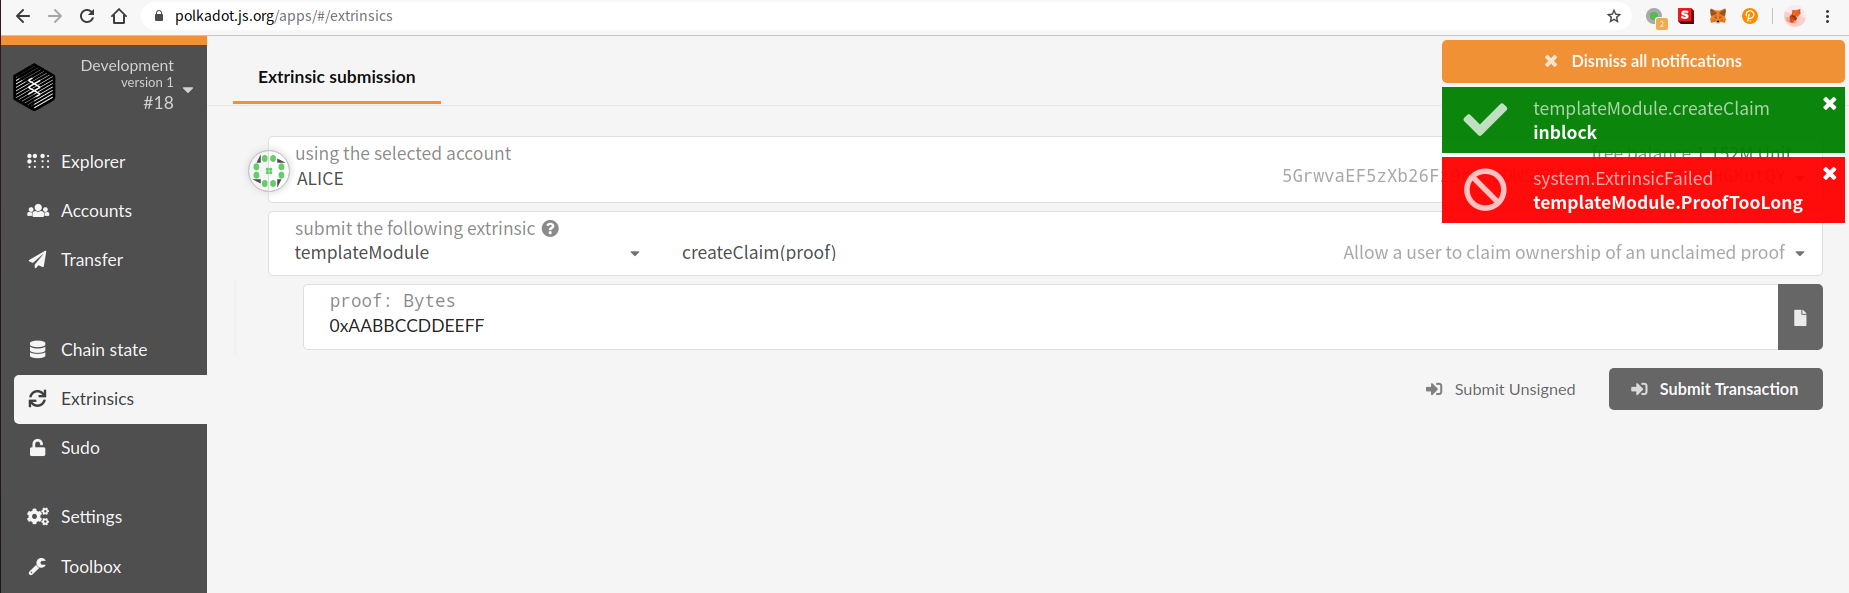 polkadot.js.org/apps/#/extrinsics
2
S
Development
version 1
#18
Explorer
Accounts
Transfer
Chain state
Extrinsics
Sudo
Settings
Toolbox
Extrinsic submission
Dismiss all notifications
templateModule.createClaim
inblock
system.ExtrinsicFailed
templateModule.ProofTooLong
using the selected account
ALICE
free balance
5GrwvaEF5zXb26F
submit the following extrinsic
templateModule
createClaim(proof)
Allow a user to claim ownership of an unclaimed proof
proof: Bytes
0xAABBCCDDEEFF
Submit Unsigned
Submit Transaction